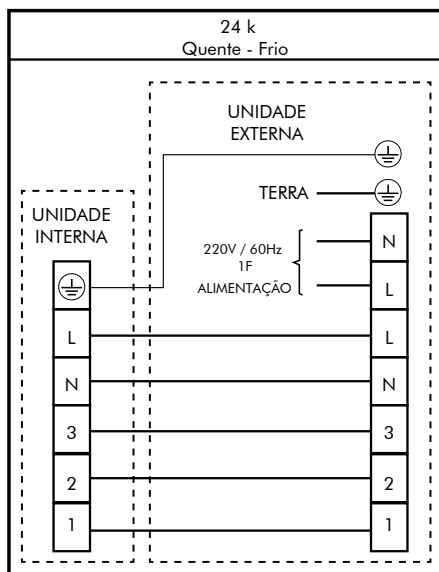 24 k
Quente - Frio
UNIDADE
EXTERNA
TERRA
UNIDADE
INTERNA
220V / 60Hz
1F
ALIMENTAÇÃO
N
L
L
L
N
N
3
3
2
2
1
1